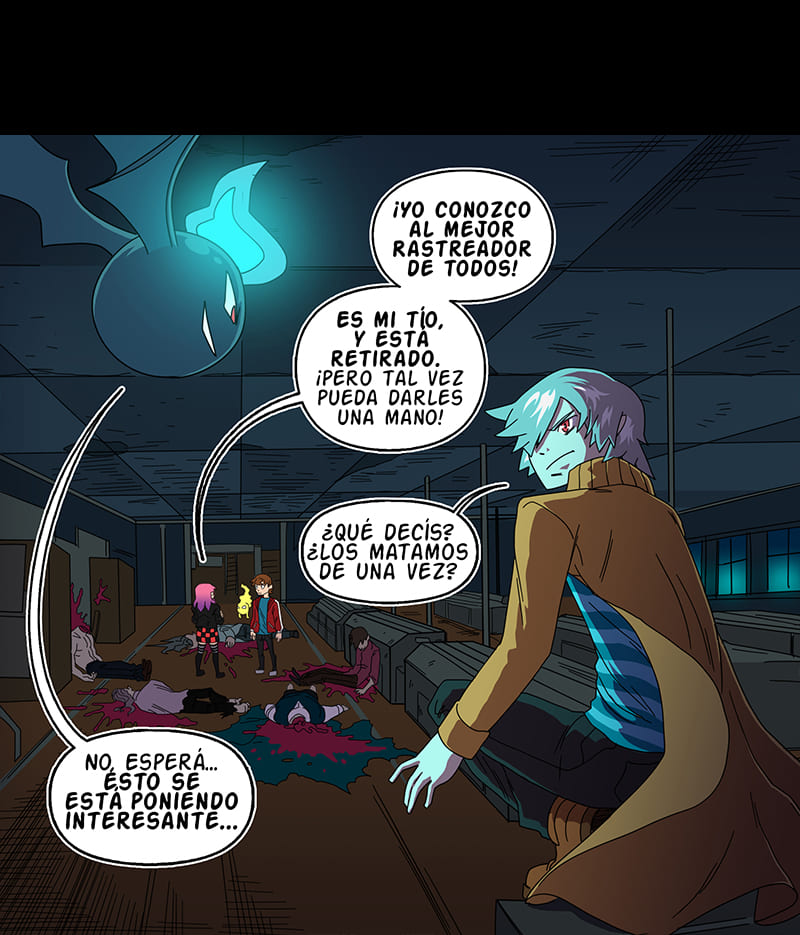 ¡YO CONOZCO
AL MEJOR
RASTREADOR
DE TODOS!
ES MI TÍO,
Y ESTÁ
RETIRADO.
¡PERO TAL VEZ
PUEDA DARLES
UNA MANO!
¿QUÉ DECÍS?
¿LOS MATAMOS
DE UNA VEZ?
NO ESPERÁ...
ÉSTO SE
ESTÁ PONIENDO
INTERESANTE...